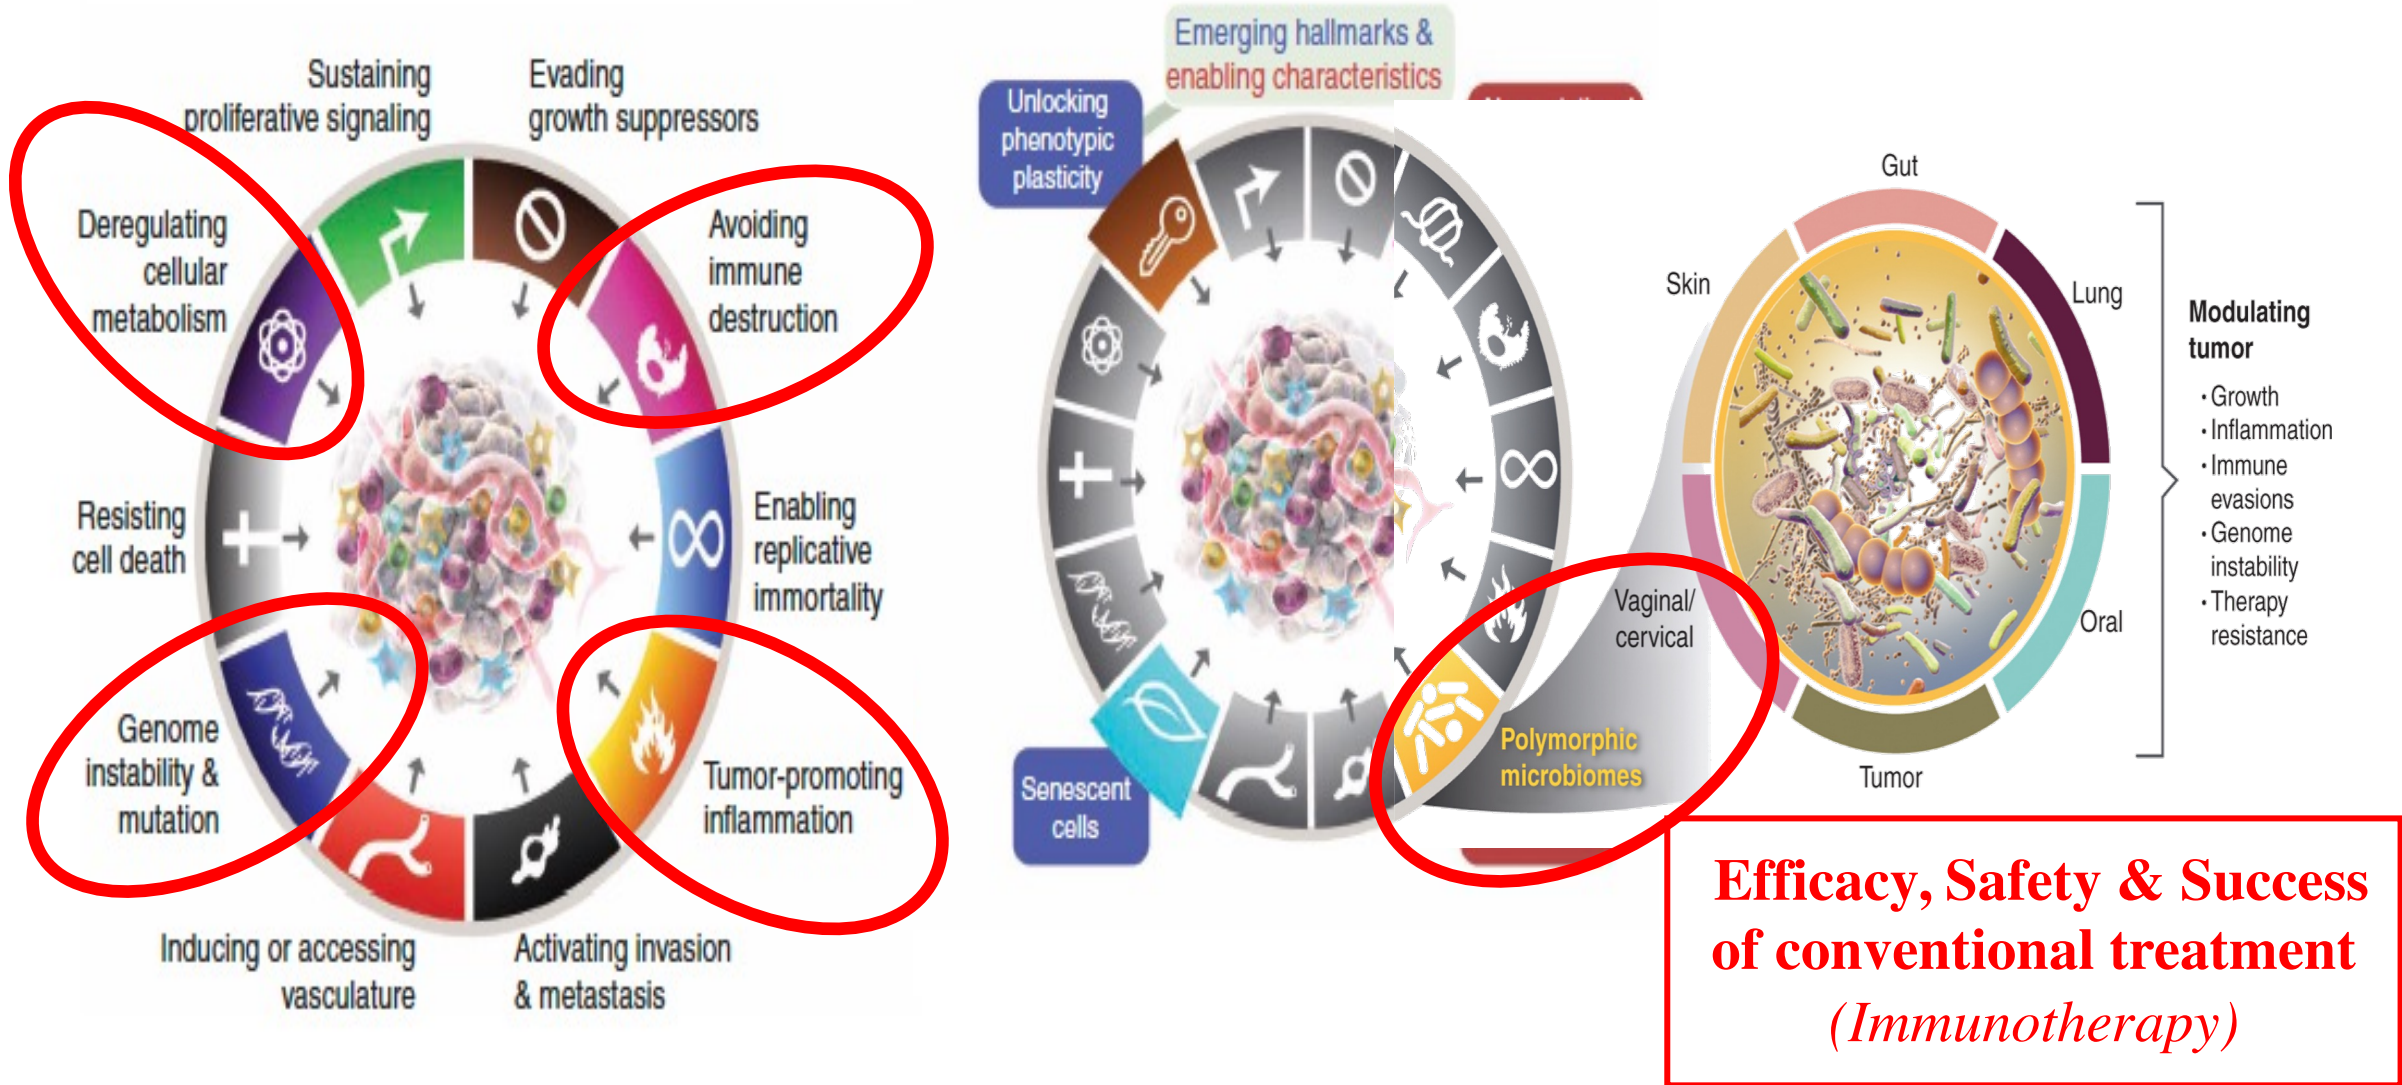 Sustaining
proliferative signaling
Evading
growth suppressors
Deregulating
cellular
metabolism
Avoiding
immune
destruction
Resisting
cell death
Enabling
replicative
immortality
Genome
instability &
mutation
Tumor-promoting
inflammation
Inducing or accessing
vasculature
Activating invasion
& metastasis
Emerging hallmarks &
enabling characteristics
Unlocking
phenotypic
plasticity
Senescent
cells
Polymorphic
microbiomes
Gut
Skin
Lung
Vaginal/
cervical
Oral
Tumor
Modulating
tumor
• Growth
• Inflammation
• Immune
evasions
• Genome
instability
• Therapy
resistance
Efficacy, Safety & Success
of conventional treatment
(Immunotherapy)